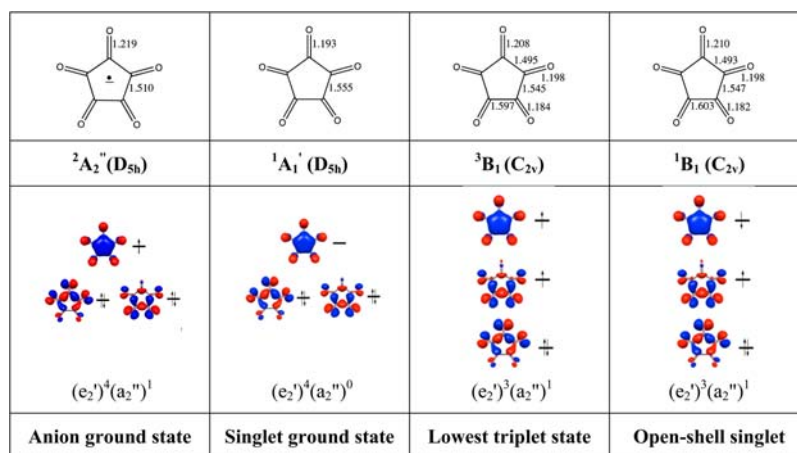 O
1.219
O
O
1.510
O
O
O
1.193
O
O
1.555
O
O
O
1.208
1.495
O
O
1.198
1.545
1.597
1.184
O
O
O
1.210
1.493
O
O
1.198
1.547
1.603
1.182
O
O
²A₂"(D₅ₕ)
¹A₁' (D₅ₕ)
³B₁ (C₂ᵥ)
¹B₁ (C₂ᵥ)
(e₂')⁴(a₂")¹
(e₂')⁴(a₂")⁰
(e₂')³(a₂")¹
(e₂')³(a₂")¹
Anion ground state
Singlet ground state
Lowest triplet state
Open-shell singlet